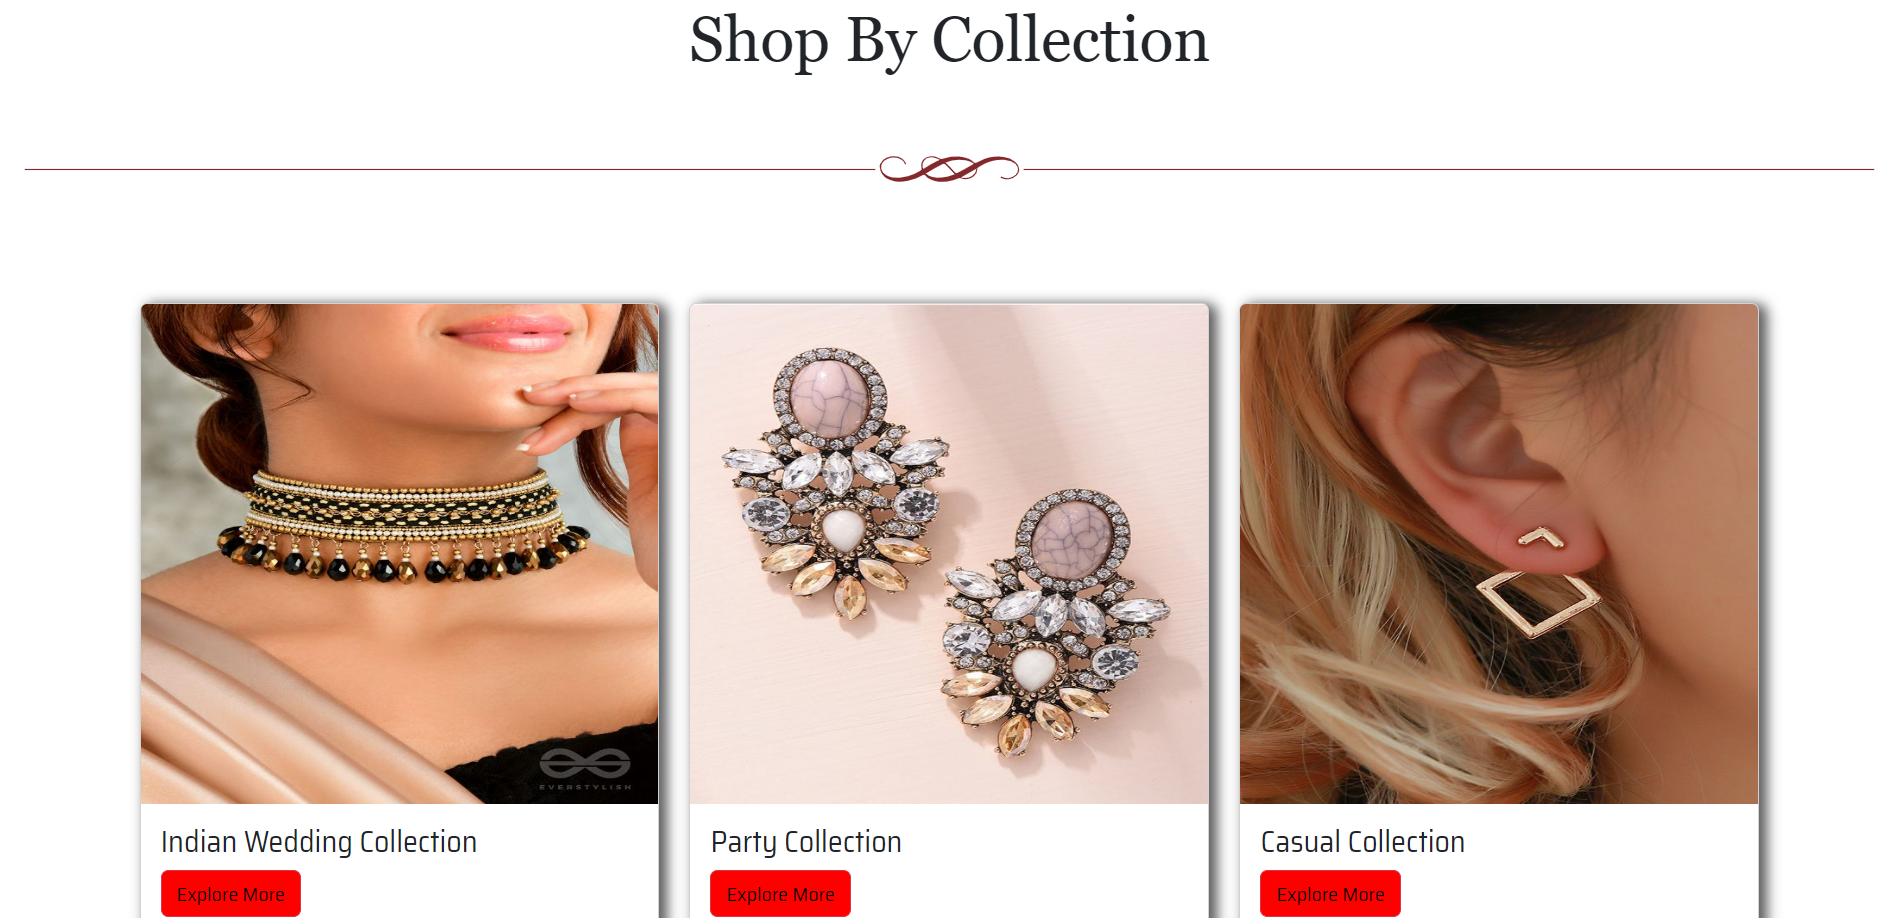 Shop By Collection
EVERSTYLISH
Indian Wedding Collection
Party Collection
Casual Collection
Explore More
Explore More
Explore More